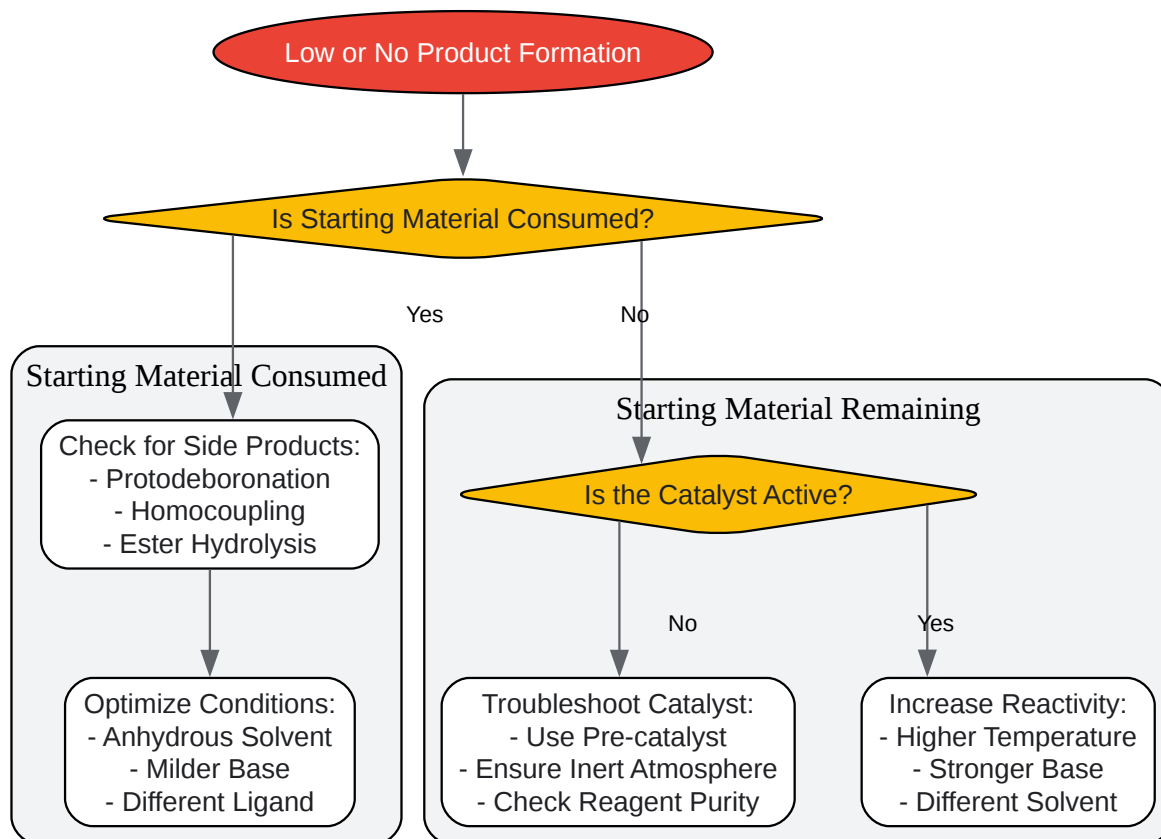 Low or No Product Formation
Is Starting Material Consumed?
Yes
No
Starting Material Consumed
Check for Side Products:
- Protodeboronation
- Homocoupling
- Ester Hydrolysis
Optimize Conditions:
- Anhydrous Solvent
- Milder Base
- Different Ligand
Starting Material Remaining
Is the Catalyst Active?
No
Yes
Troubleshoot Catalyst:
- Use Pre-catalyst
- Ensure Inert Atmosphere
- Check Reagent Purity
Increase Reactivity:
- Higher Temperature
- Stronger Base
- Different Solvent